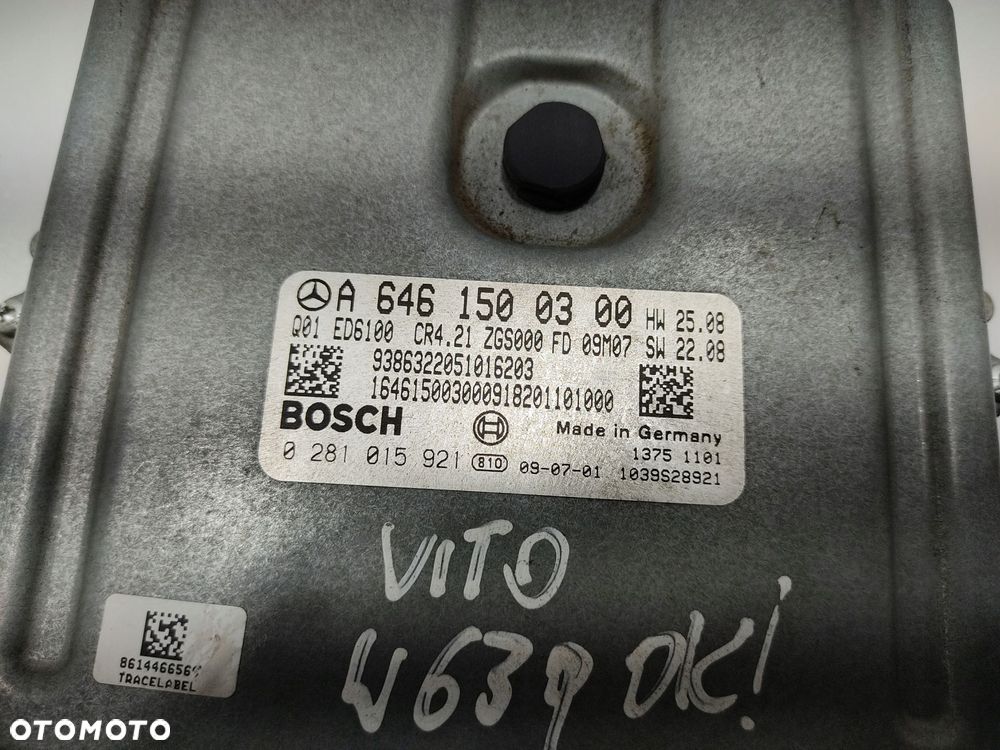 A 646 150 03 00 HW 25.08
Q01 ED6100 CR4.21 ZGS000 FD 09M07 SW 22.08
9386322051016203
16461500300091820110​1000
BOSCH
Made in Germany
1375 1101
0 281 015 921 810 09-07-01 1039S28921
VITO
W639 OK!
TRACELABEL
OTOMOTO